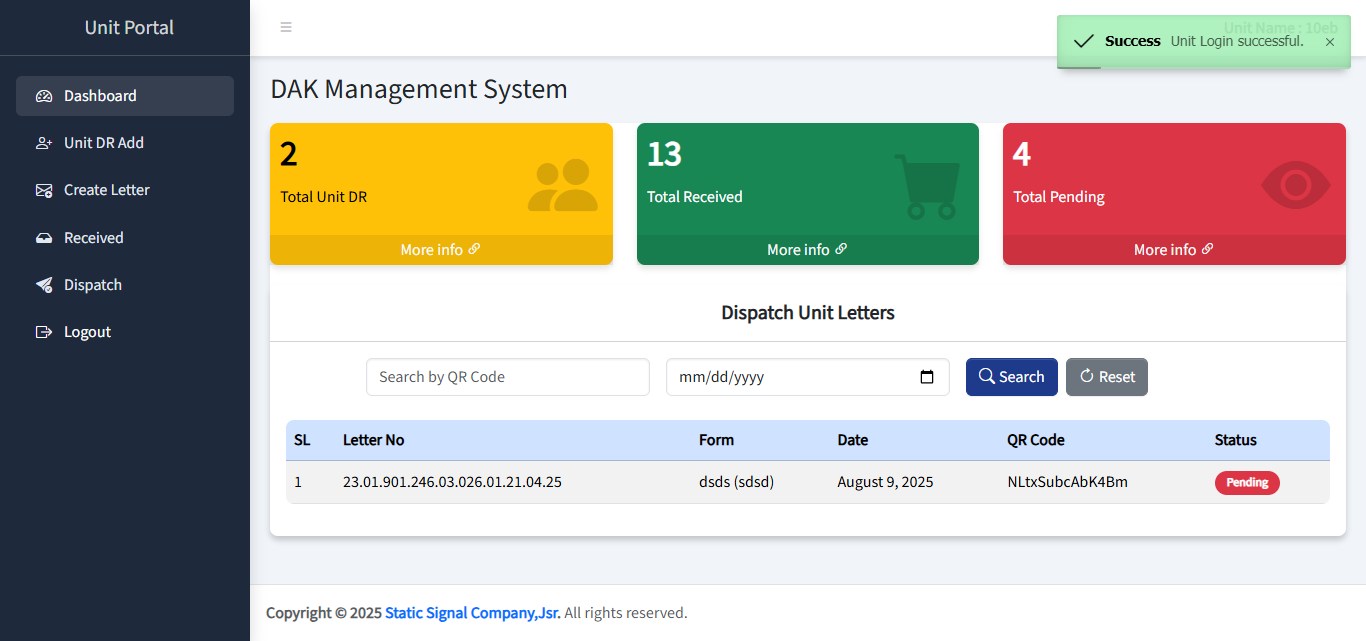 Unit Portal
Unit Name : 10eb
Success Unit Login successful. ×
Dashboard
Unit DR Add
Create Letter
Received
Dispatch
Logout
DAK Management System
2
Total Unit DR
More info
13
Total Received
More info
4
Total Pending
More info
Dispatch Unit Letters
Search by QR Code
mm/dd/yyyy
Search
Reset
SL Letter No Form Date QR Code Status
1 23.01.901.246.03.026.01.21.04.25 dsds (sdsd) August 9, 2025 NLtxSubcAbK4Bm Pending
Copyright © 2025 Static Signal Company,Jsr. All rights reserved.